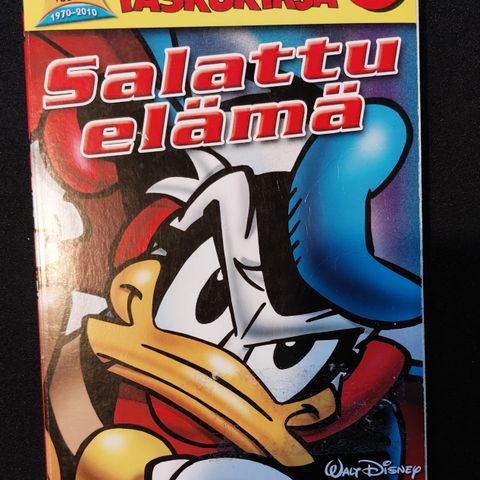 1970–2010
TASKUKIRJA
Salattu
elämä
WALT DISNEY